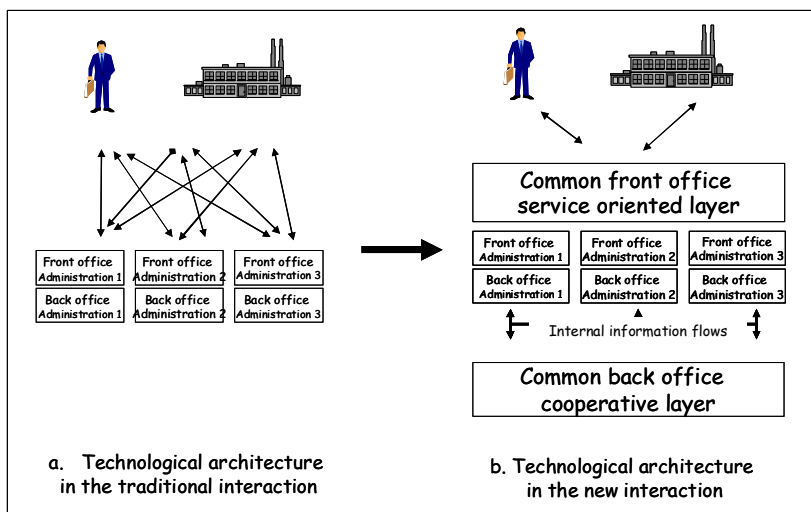 Common front office
service oriented layer
Front office
Administration 1
Front office
Administration 2
Front office
Administration 3
Back office
Administration 1
Back office
Administration 2
Back office
Administration 3
Front office
Administration 1
Front office
Administration 2
Front office
Administration 3
Back office
Administration 1
Back office
Administration 2
Back office
Administration 3
Internal information flows
Common back office
cooperative layer
a. Technological architecture
in the traditional interaction
b. Technological architecture
in the new interaction